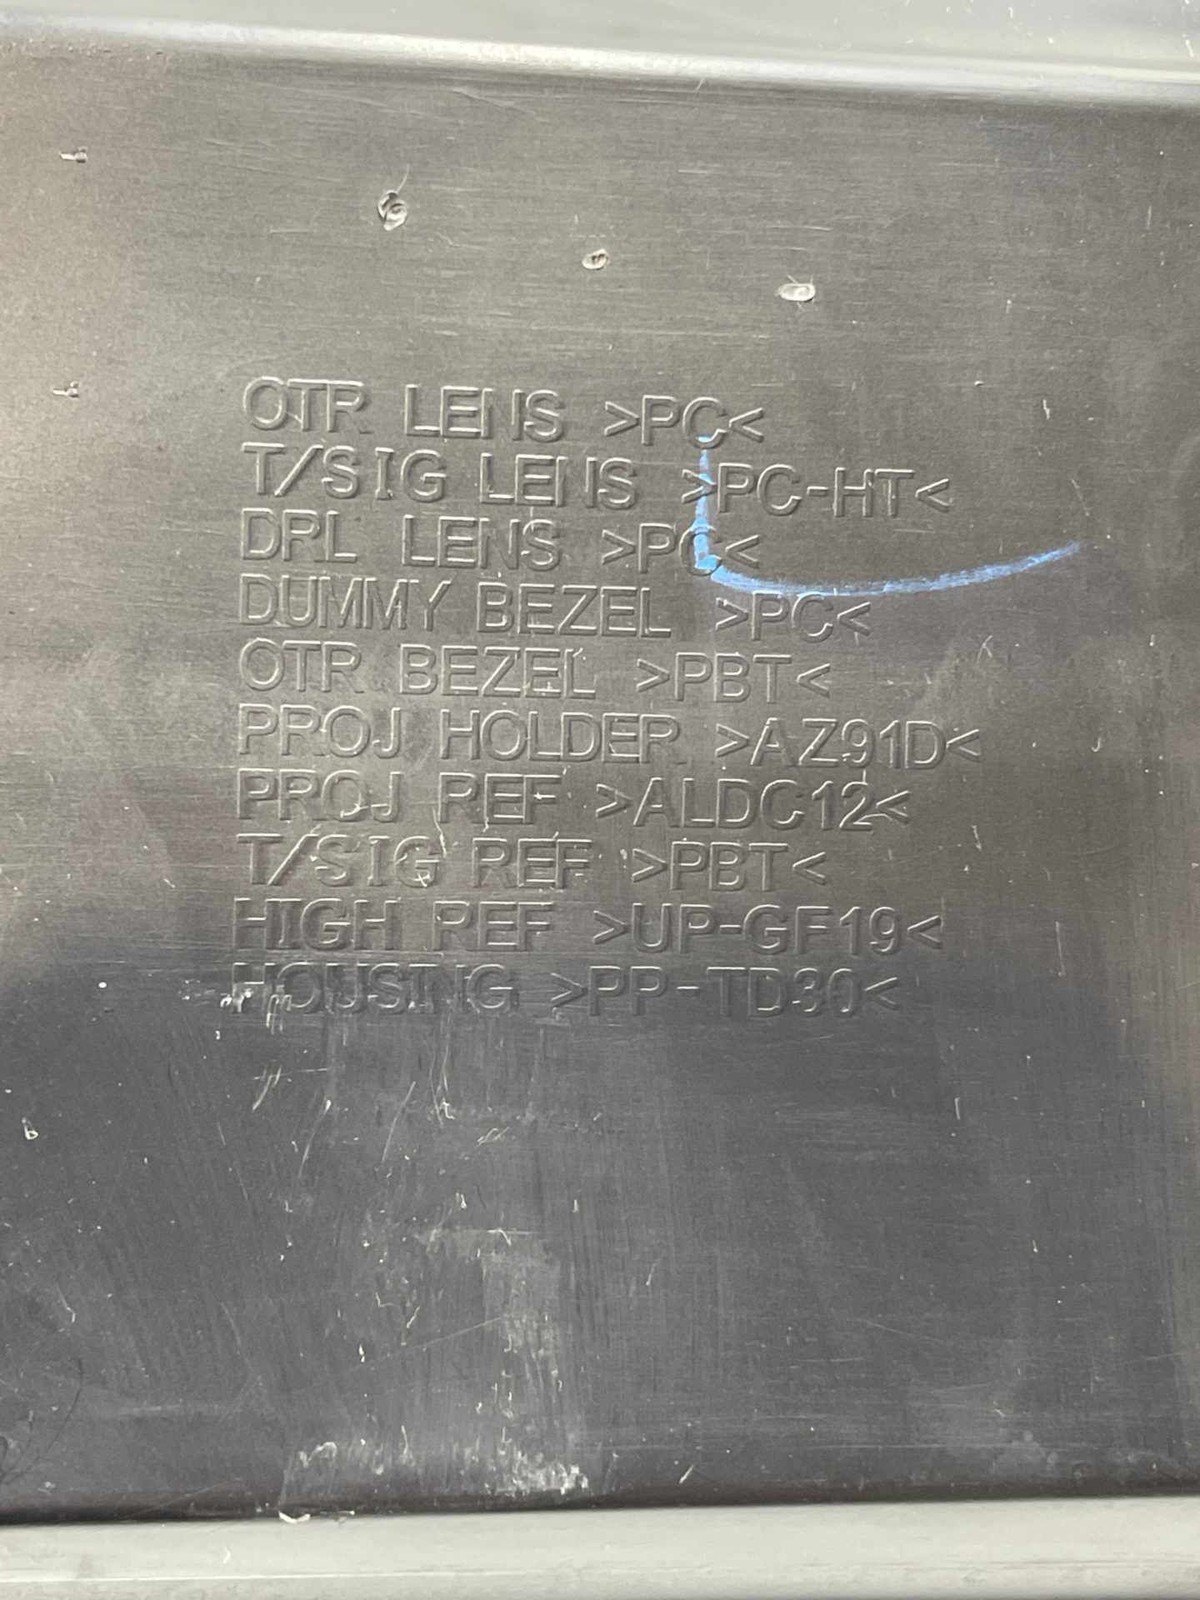 OTR LENS >PC<
T/SIG LENS >PC-HT<
DRL LENS >PC<
DUMMY BEZEL >PC<
OTR BEZEL >PBT<
PROJ HOLDER >AZ91D<
PROJ REF >ALDC12<
T/SIG REF >PBT<
HIGH REF >UP-GF19<
HOUSING >PP-TD30<